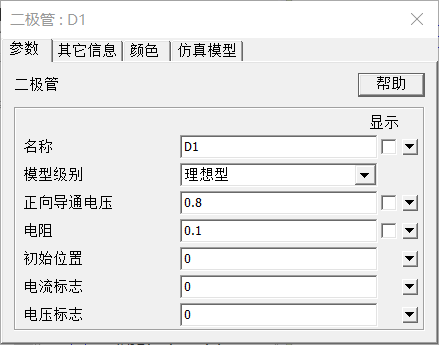 二极管 : D1
参数 其它信息 颜色 仿真模型
二极管 帮助
显示
名称 D1
模型级别 理想型
正向导通电压 0.8
电阻 0.1
初始位置 0
电流标志 0
电压标志 0